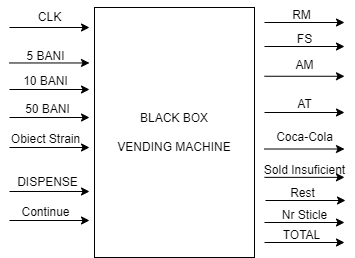 CLK
5 BANI
10 BANI
50 BANI
Obiect Strain
DISPENSE
Continue
BLACK BOX
VENDING MACHINE
RM
FS
AM
AT
Coca-Cola
Sold Insuficient
Rest
Nr Sticle
TOTAL